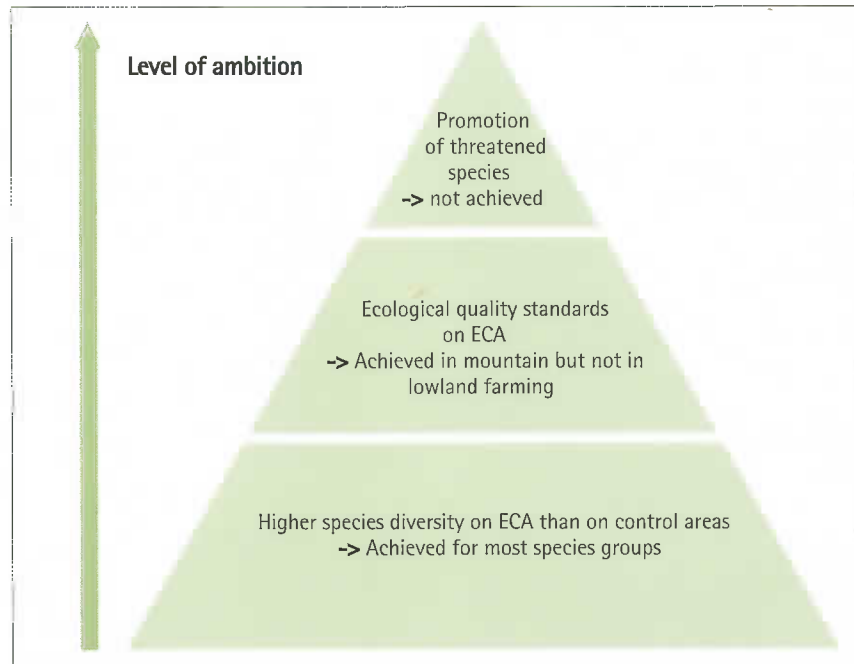 Level of ambition
Promotion
of threatened
species
-> not achieved
Ecological quality standards
on ECA
-> Achieved in mountain but not in
lowland farming
Higher species diversity on ECA than on control areas
-> Achieved for most species groups